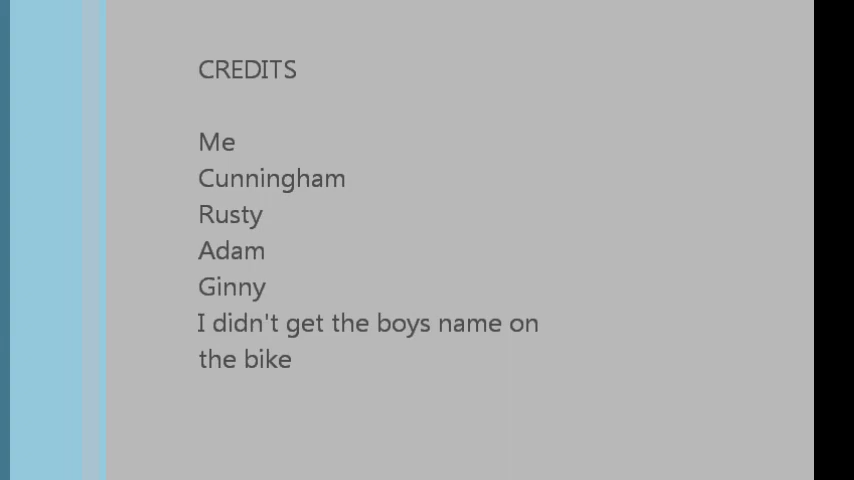 CREDITS
Me
Cunningham
Rusty
Adam
Ginny
I didn't get the boys name on
the bike